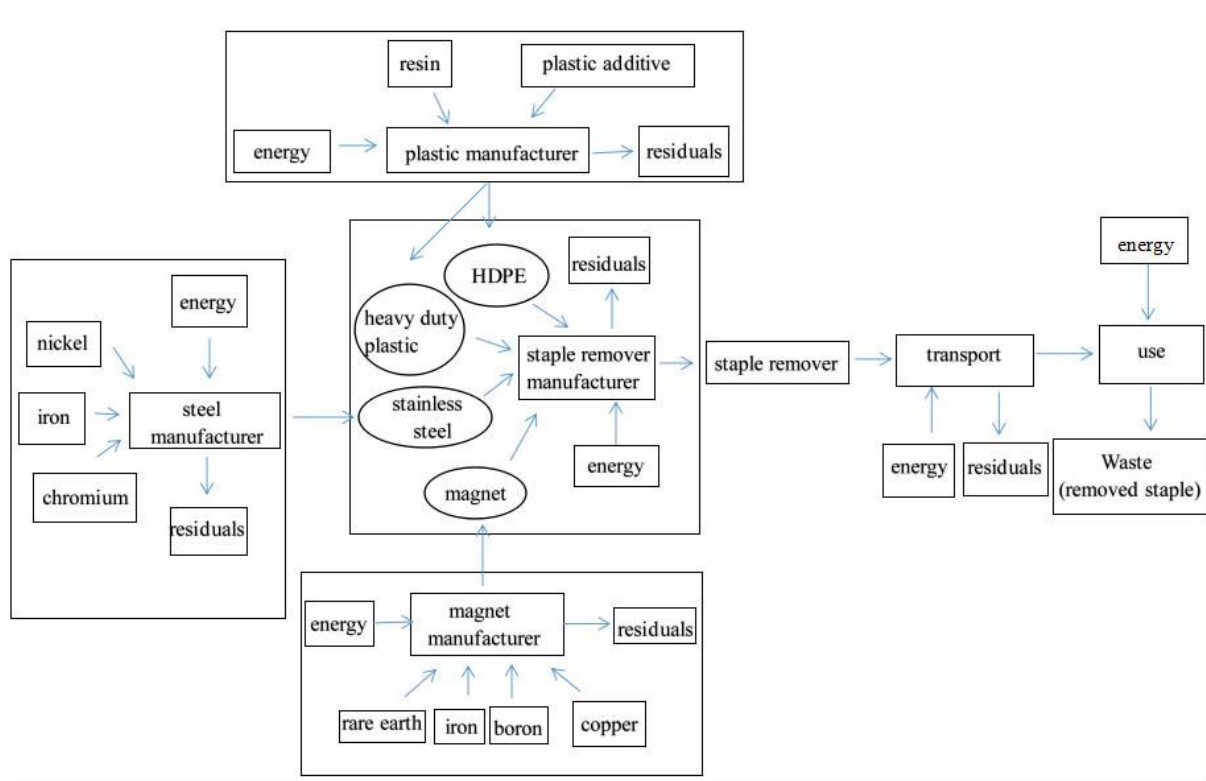 resin
plastic additive
energy
plastic manufacturer
residuals
HDPE
residuals
heavy duty
plastic
staple remover
manufacturer
stainless
steel
energy
magnet
energy
nickel
iron
steel
manufacturer
chromium
residuals
magnet
manufacturer
energy
residuals
rare earth
iron
boron
copper
staple remover
transport
energy
residuals
energy
use
Waste
(removed staple)